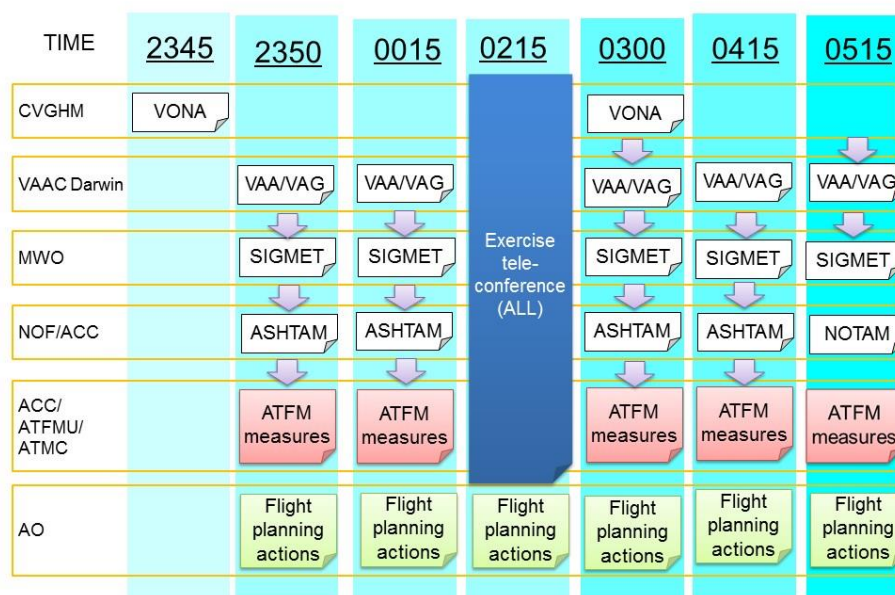 TIME 2345 2350 0015 0215 0300 0415 0515
CVGHM VONA VONA
VAAC Darwin VAA/VAG VAA/VAG VAA/VAG VAA/VAG VAA/VAG
MWO SIGMET SIGMET SIGMET SIGMET SIGMET
Exercise
tele-
conference
(ALL)
NOF/ACC ASHTAM ASHTAM ASHTAM ASHTAM NOTAM
ACC/
ATFMU/
ATMC
ATFM
measures
ATFM
measures
ATFM
measures
ATFM
measures
ATFM
measures
AO
Flight
planning
actions
Flight
planning
actions
Flight
planning
actions
Flight
planning
actions
Flight
planning
actions
Flight
planning
actions